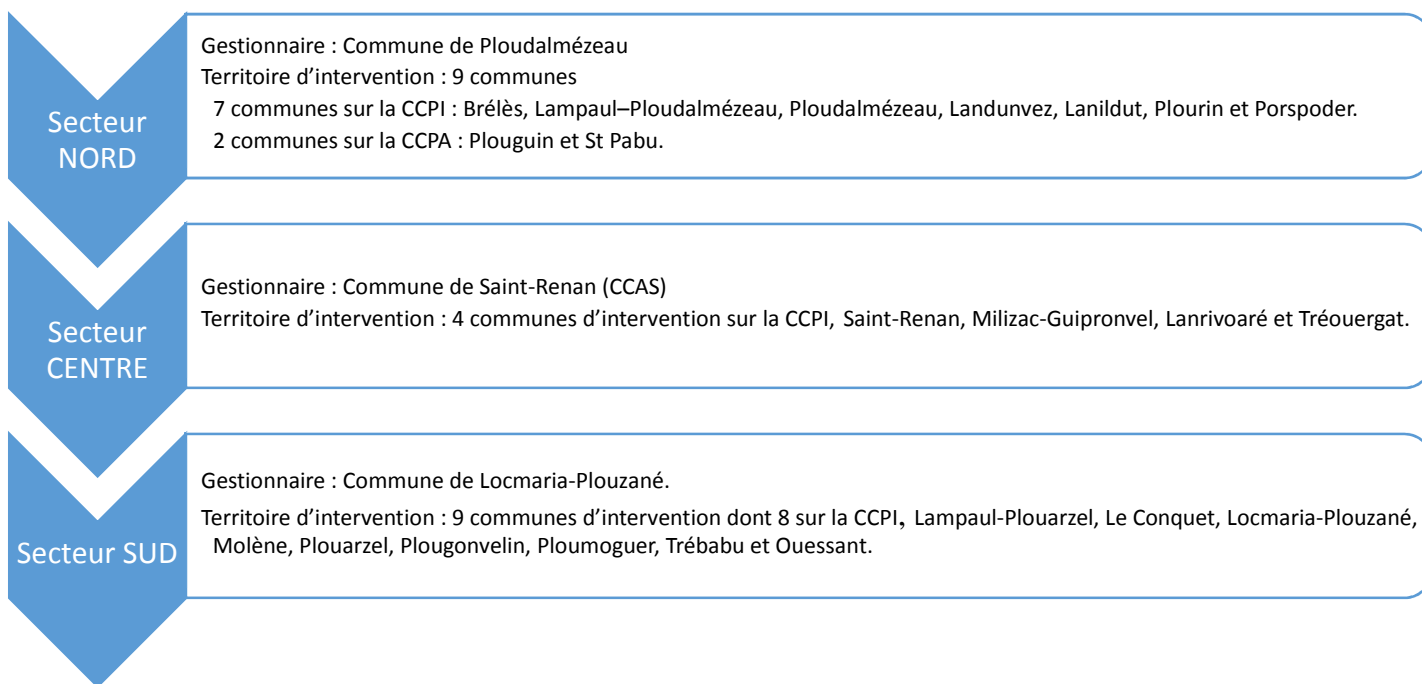 Secteur
NORD
Gestionnaire : Commune de Ploudalmézeau
Territoire d’intervention : 9 communes
7 communes sur la CCPI : Brélès, Lampaul–Ploudalmézeau, Ploudalmézeau, Landunvez, Lanildut, Plourin et Porspoder.
2 communes sur la CCPA : Plouguin et St Pabu.
Secteur
CENTRE
Gestionnaire : Commune de Saint-Renan (CCAS)
Territoire d’intervention : 4 communes d’intervention sur la CCPI, Saint-Renan, Milizac-Guipronvel, Lanrivoaré et Tréouergat.
Secteur SUD
Gestionnaire : Commune de Locmaria-Plouzané.
Territoire d’intervention : 9 communes d’intervention dont 8 sur la CCPI, Lampaul-Plouarzel, Le Conquet, Locmaria-Plouzané,
Molène, Plouarzel, Plougonvelin, Ploumoguer, Trébabu et Ouessant.